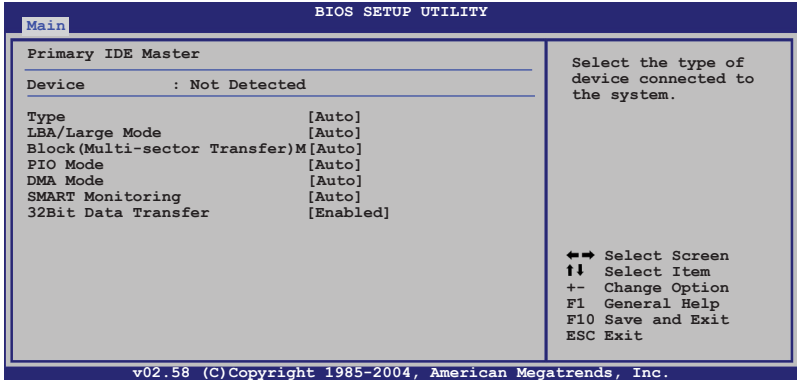 BIOS SETUP UTILITY
Main
Primary IDE Master
Device : Not Detected
Type [Auto]
LBA/Large Mode [Auto]
Block(Multi-sector Transfer)M[Auto]
PIO Mode [Auto]
DMA Mode [Auto]
SMART Monitoring [Auto]
32Bit Data Transfer [Enabled]
Select the type of
device connected to
the system.
←→ Select Screen
↑↓ Select Item
+- Change Option
F1 General Help
F10 Save and Exit
ESC Exit
v02.58 (C)Copyright 1985-2004, American Megatrends, Inc.